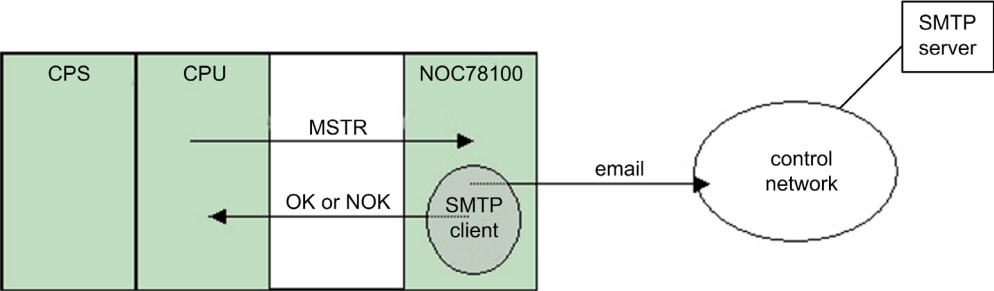 SMTP
server
CPS
CPU
NOC78100
MSTR
email
control
network
OK or NOK
SMTP
client